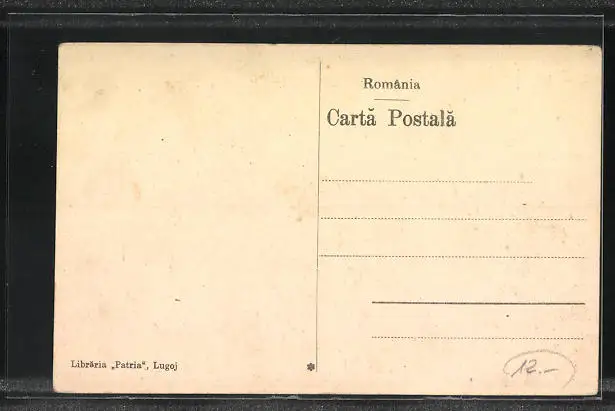 România
Cartă Postală
Librăria „Patria", Lugoj
12.-